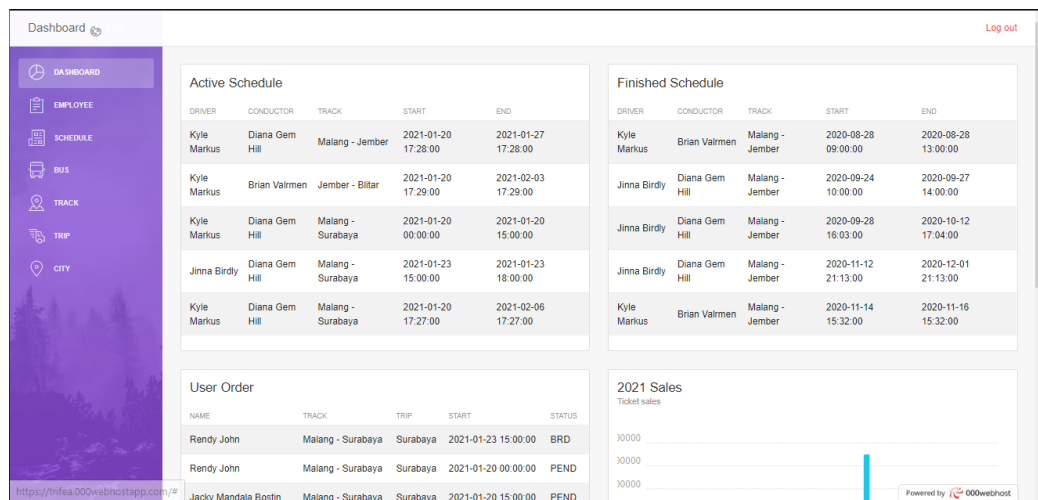 Dashboard
Log out
DASHBOARD
EMPLOYEE
SCHEDULE
BUS
TRACK
TRIP
CITY
Active Schedule
DRIVER CONDUCTOR TRACK START END
Kyle Markus Diana Gem Hill Malang - Jember 2021-01-20 17:28:00 2021-01-27 17:28:00
Kyle Markus Brian Valrmen Jember - Blitar 2021-01-20 17:29:00 2021-02-03 17:29:00
Kyle Markus Diana Gem Hill Malang - Surabaya 2021-01-20 00:00:00 2021-01-20 15:00:00
Jinna Birdly Diana Gem Hill Malang - Surabaya 2021-01-23 15:00:00 2021-01-23 18:00:00
Kyle Markus Diana Gem Hill Malang - Surabaya 2021-01-20 17:27:00 2021-02-06 17:27:00
Finished Schedule
DRIVER CONDUCTOR TRACK START END
Kyle Markus Brian Valrmen Malang - Jember 2020-08-28 09:00:00 2020-08-28 13:00:00
Jinna Birdly Diana Gem Hill Malang - Jember 2020-09-24 10:00:00 2020-09-27 14:00:00
Jinna Birdly Diana Gem Hill Malang - Jember 2020-09-28 16:03:00 2020-10-12 17:04:00
Jinna Birdly Diana Gem Hill Malang - Jember 2020-11-12 21:13:00 2020-12-01 21:13:00
Kyle Markus Brian Valrmen Malang - Jember 2020-11-14 15:32:00 2020-11-16 15:32:00
User Order
NAME TRACK TRIP START STATUS
Rendy John Malang - Surabaya Surabaya 2021-01-23 15:00:00 BRD
Rendy John Malang - Surabaya Surabaya 2021-01-20 00:00:00 PEND
Jacky Mandala Bostin Malang - Surabaya Surabaya 2021-01-20 15:00:00 PEND
2021 Sales
Ticket sales
00000
00000
00000
Powered by 000webhost
https://trifea.000webhostapp.com/#